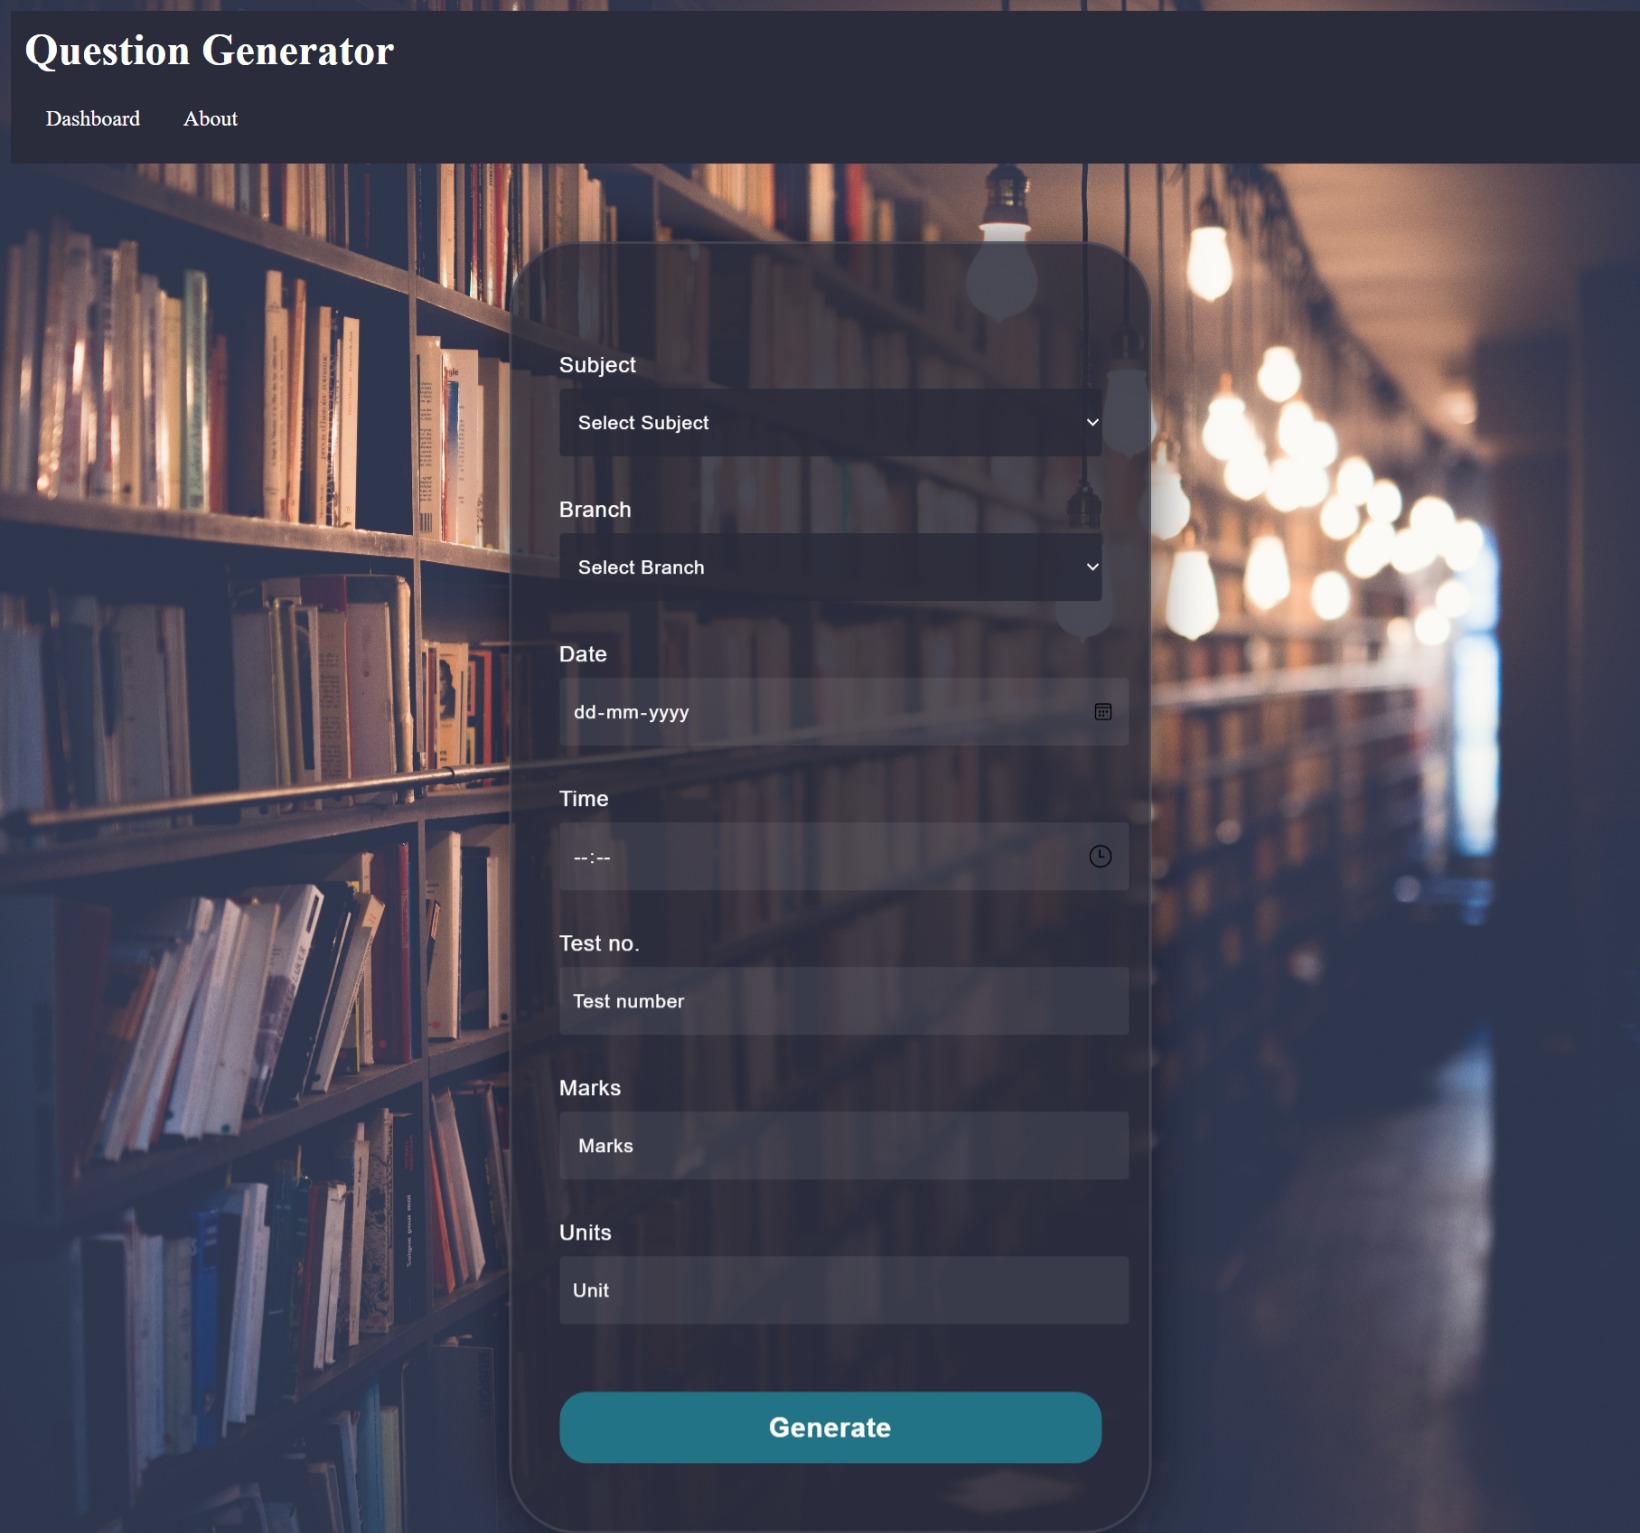 Question Generator
Dashboard About
Subject
Select Subject
Branch
Select Branch
Date
dd-mm-yyyy
Time
--:--
Test no.
Test number
Marks
Marks
Units
Unit
Generate